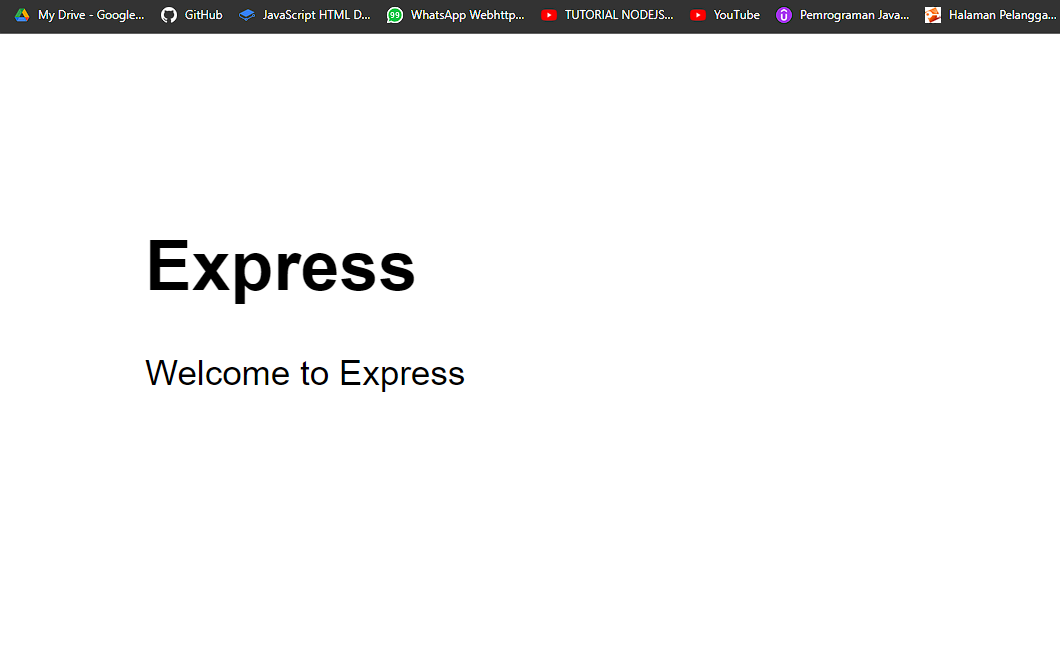 My Drive - Google... GitHub JavaScript HTML D... 99 WhatsApp Webhttp... TUTORIAL NODEJS... YouTube Pemrograman Java... Halaman Pelangga...
Express
Welcome to Express